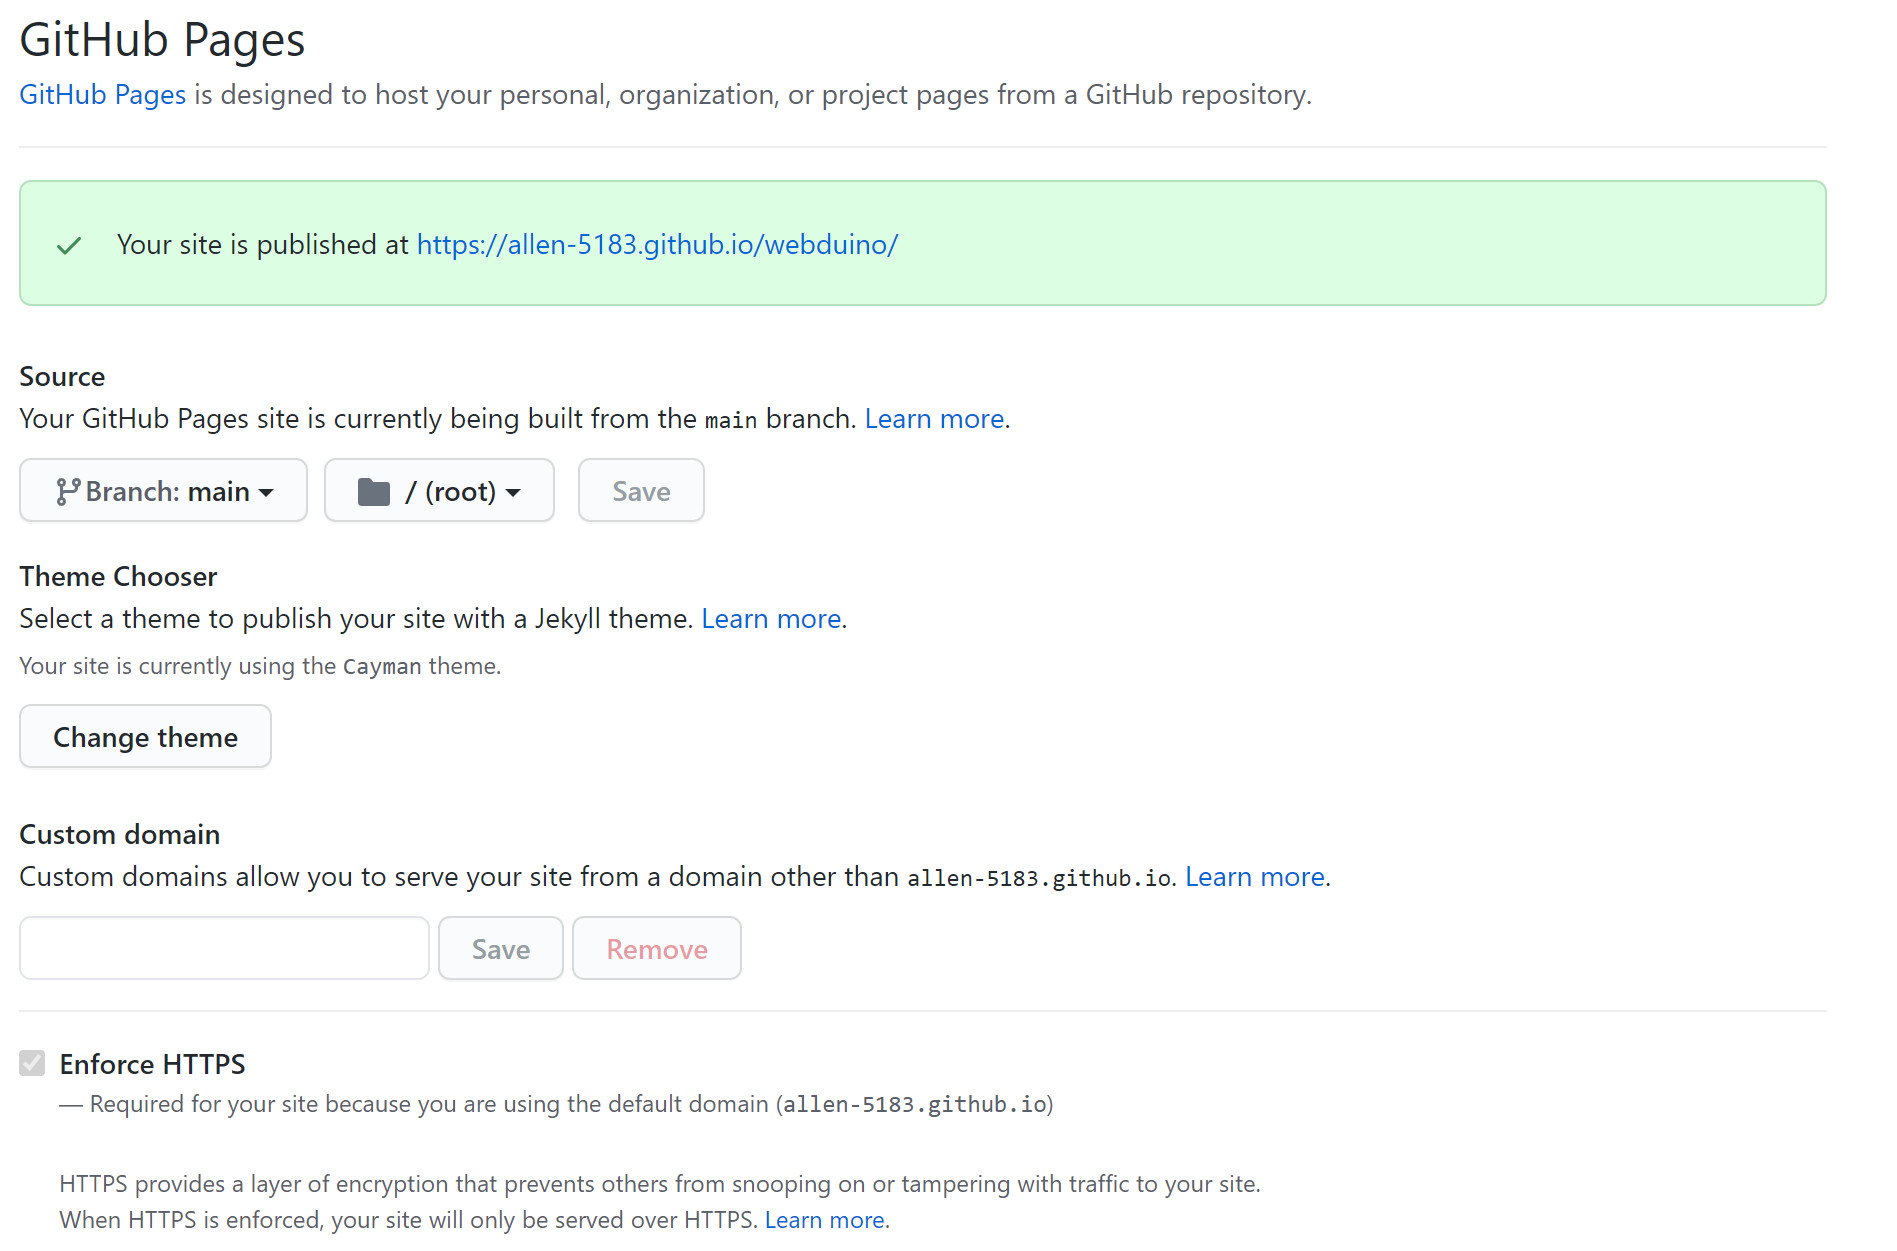 GitHub Pages
GitHub Pages is designed to host your personal, organization, or project pages from a GitHub repository.
Your site is published at https://allen-5183.github.io/webduino/
Source
Your GitHub Pages site is currently being built from the main branch. Learn more.
Branch: main / (root) Save
Theme Chooser
Select a theme to publish your site with a Jekyll theme. Learn more.
Your site is currently using the Cayman theme.
Change theme
Custom domain
Custom domains allow you to serve your site from a domain other than allen-5183.github.io. Learn more.
Save Remove
Enforce HTTPS
— Required for your site because you are using the default domain (allen-5183.github.io)
HTTPS provides a layer of encryption that prevents others from snooping on or tampering with traffic to your site.
When HTTPS is enforced, your site will only be served over HTTPS. Learn more.